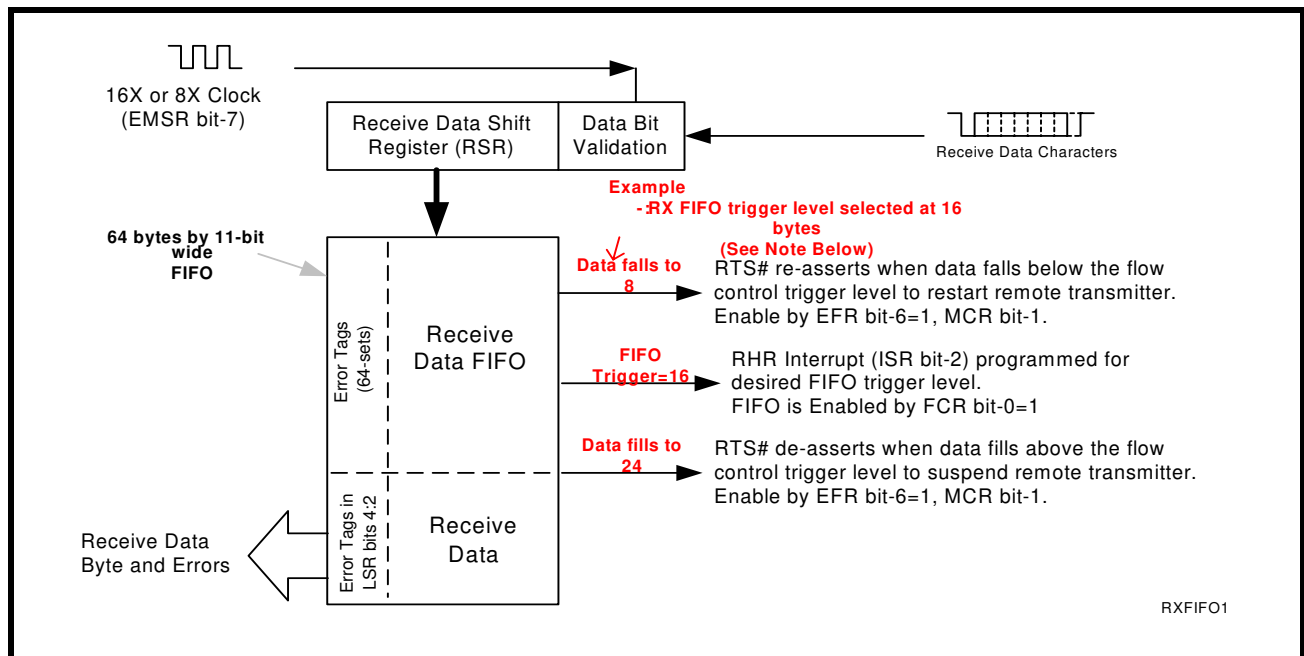 16X or 8X Clock
(EMSR bit-7)
Receive Data Shift
Register (RSR)
Data Bit
Validation
Receive Data Characters
Example
-:RX FIFO trigger level selected at 16
bytes
(See Note Below)
64 bytes by 11-bit
wide
FIFO
Data falls to
8
RTS# re-asserts when data falls below the flow
control trigger level to restart remote transmitter.
Enable by EFR bit-6=1, MCR bit-1.
Error Tags
(64-sets)
Receive
Data FIFO
FIFO
Trigger=16
RHR Interrupt (ISR bit-2) programmed for
desired FIFO trigger level.
FIFO is Enabled by FCR bit-0=1
Data fills to
24
RTS# de-asserts when data fills above the flow
control trigger level to suspend remote transmitter.
Enable by EFR bit-6=1, MCR bit-1.
Error Tags in
LSR bits 4:2
Receive
Data
Receive Data
Byte and Errors
RXFIFO1